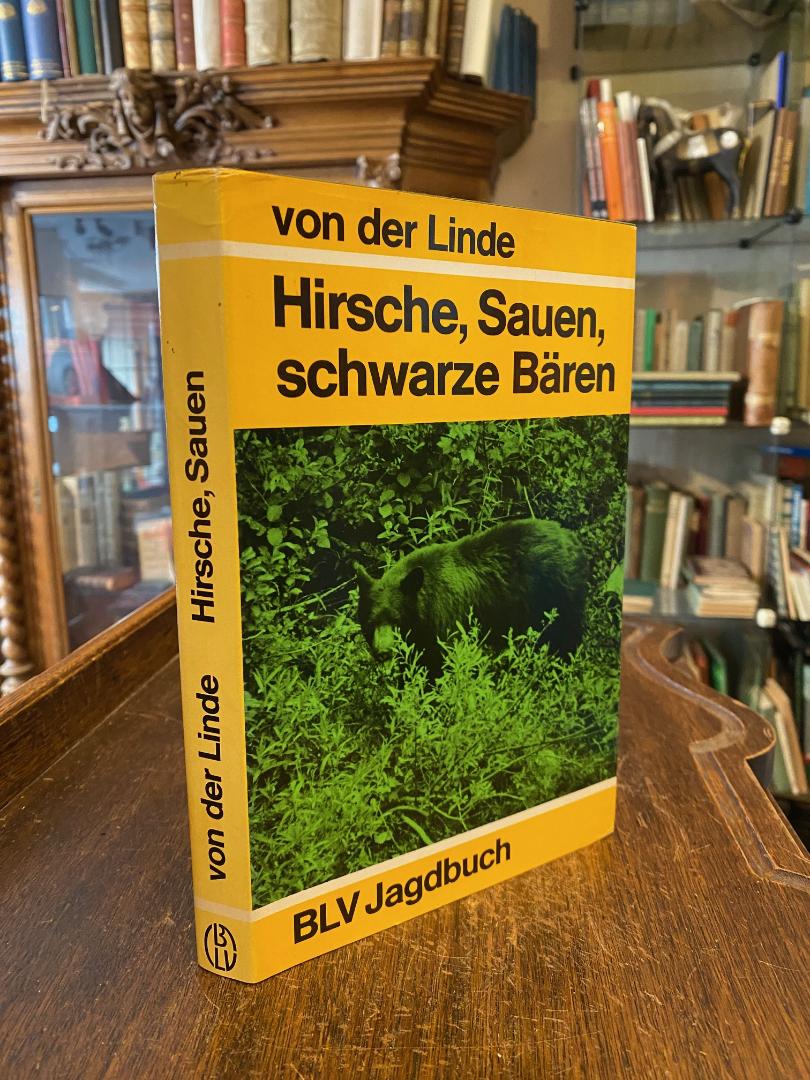 von der Linde
Hirsche, Sauen,
schwarze Bären
BLV Jagdbuch
von der Linde Hirsche, Sauen
BLV